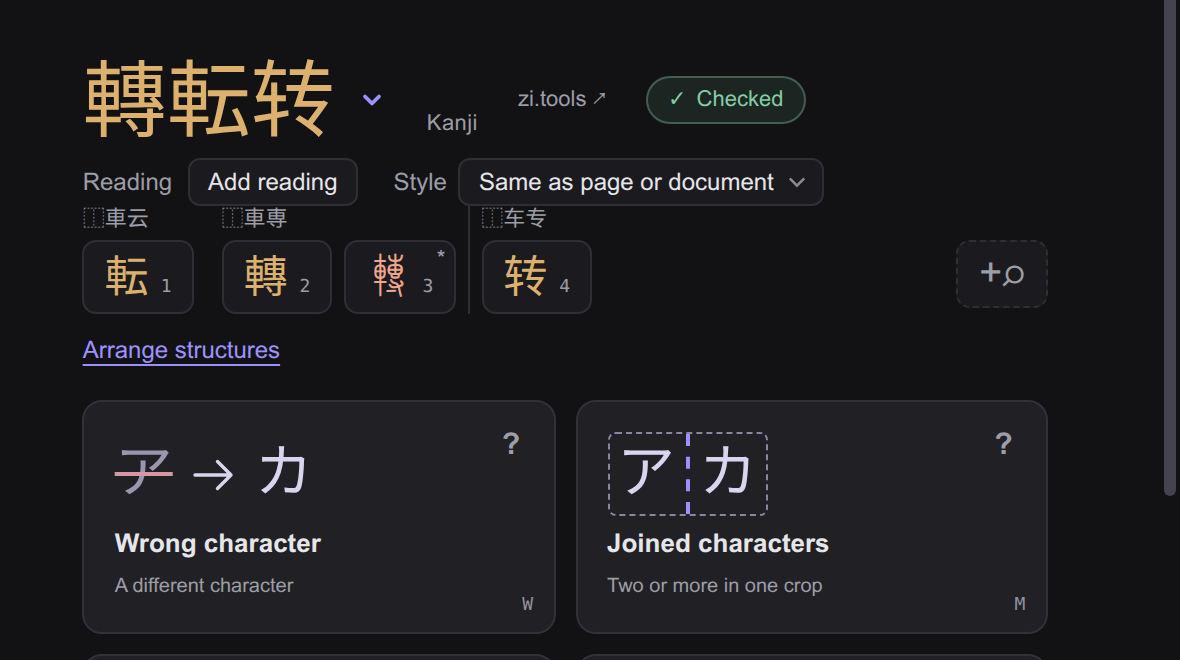 轉転转
Kanji
zi.tools ↗
✓ Checked
Reading
Add reading
Style
Same as page or document
⿰車云
⿰車専
⿰车专
転 1
轉 2
3 *
转 4
+
Arrange structures
ア → カ
?
Wrong character
A different character
W
ア カ
?
Joined characters
Two or more in one crop
M